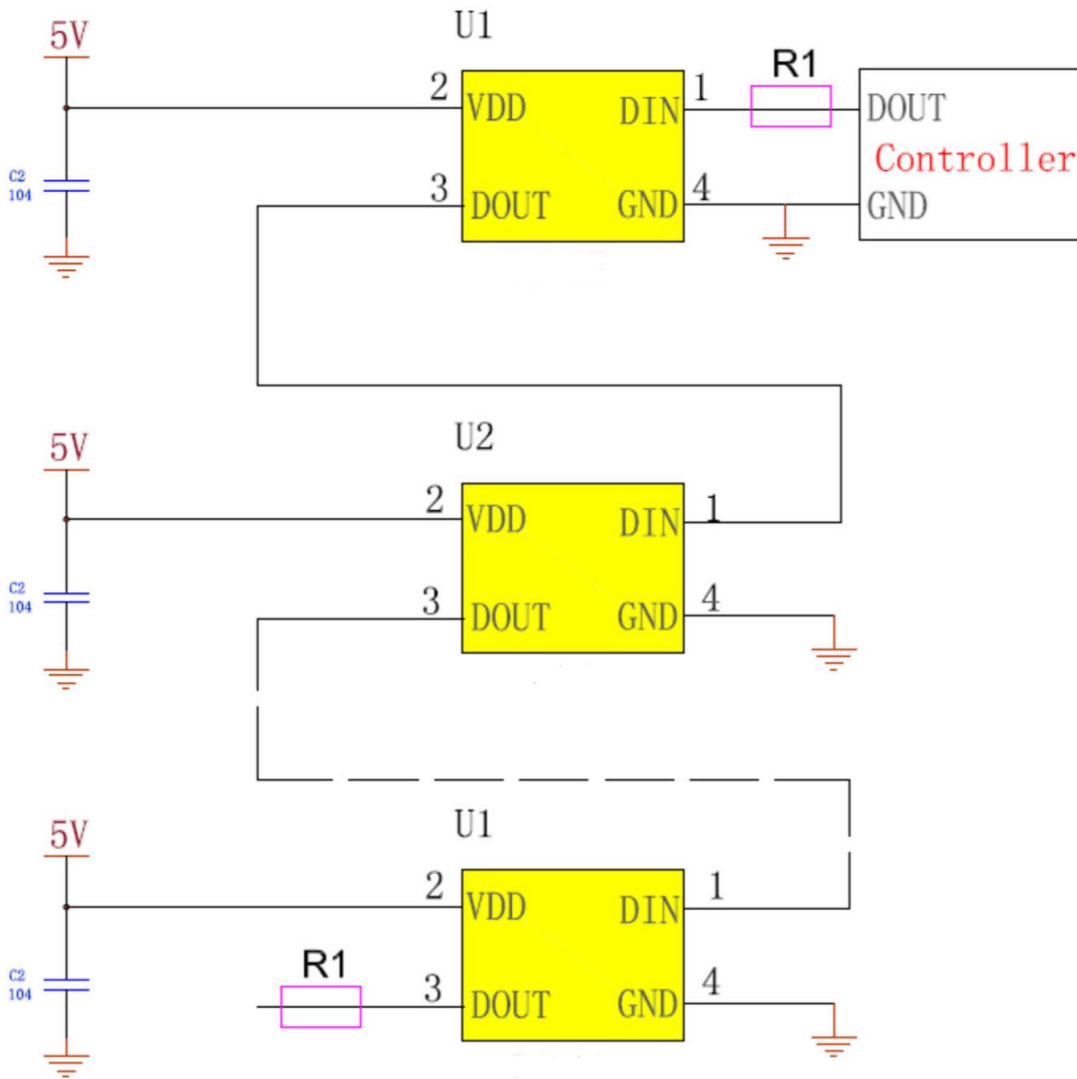 U1
5V
R1
2
VDD
DIN
1
DOUT
Controller
C2
104
3
DOUT
GND
4
GND
U2
5V
2
VDD
DIN
1
C2
104
3
DOUT
GND
4
U1
5V
2
VDD
DIN
1
R1
C2
104
3
DOUT
GND
4